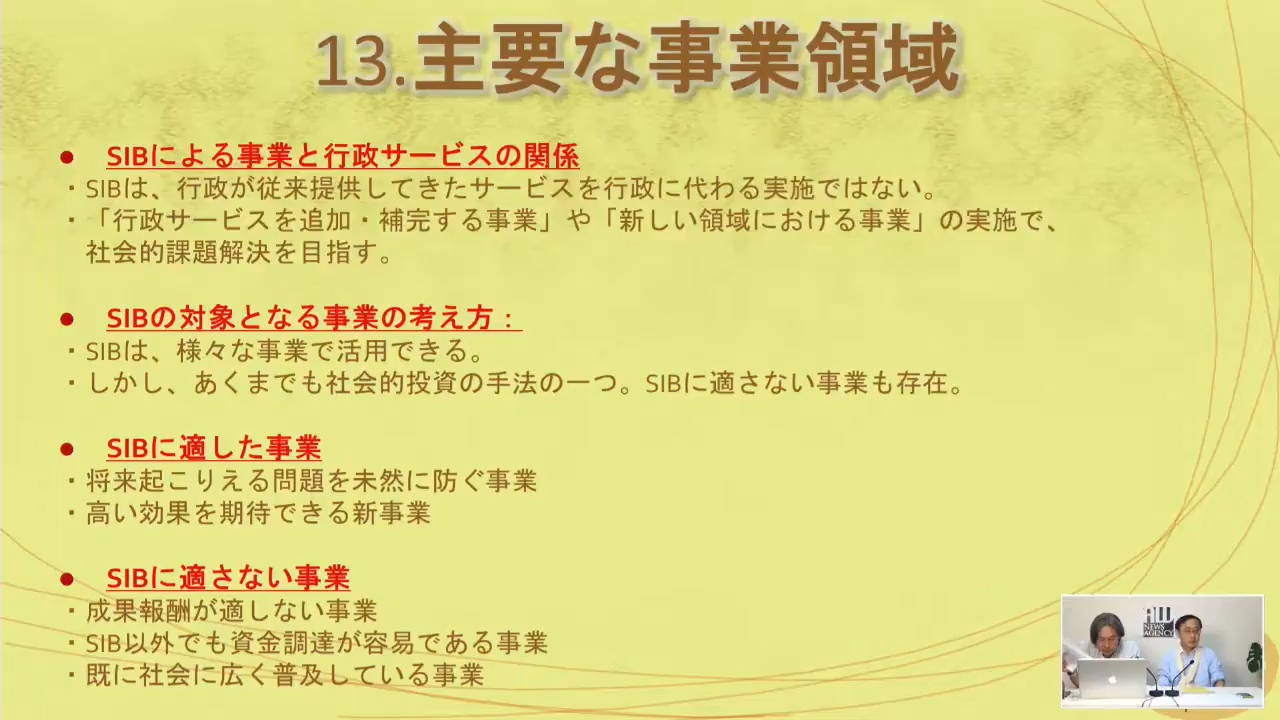 13.主要な事業領域
● SIBによる事業と行政サービスの関係
・SIBは、行政が従来提供してきたサービスを行政に代わる実施ではない。
・「行政サービスを追加・補完する事業」や「新しい領域における事業」の実施で、
社会的課題解決を目指す。
● SIBの対象となる事業の考え方：
・SIBは、様々な事業で活用できる。
・しかし、あくまでも社会的投資の手法の一つ。SIBに適さない事業も存在。
● SIBに適した事業
・将来起こりえる問題を未然に防ぐ事業
・高い効果を期待できる新事業
● SIBに適さない事業
・成果報酬が適しない事業
・SIB以外でも資金調達が容易である事業
・既に社会に広く普及している事業
NEWS
AGENCY